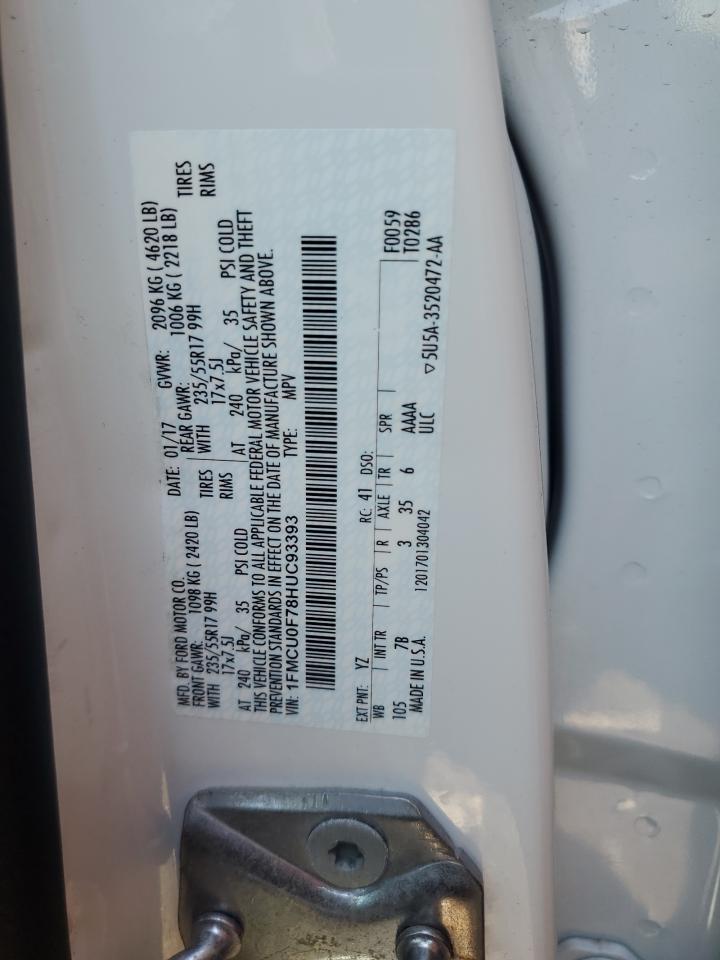 MFD. BY FORD MOTOR CO. DATE: 01/17 GVWR: 2096 KG ( 4620 LB)
FRONT GAWR: 1098 KG ( 2420 LB) REAR GAWR: 1006 KG ( 2218 LB)
WITH 235/55R17 99H TIRES WITH 235/55R17 99H TIRES
17x7.5J RIMS 17x7.5J RIMS
AT 240 kPa/ 35 PSI COLD AT 240 kPa/ 35 PSI COLD
THIS VEHICLE CONFORMS TO ALL APPLICABLE FEDERAL MOTOR VEHICLE SAFETY AND THEFT
PREVENTION STANDARDS IN EFFECT ON THE DATE OF MANUFACTURE SHOWN ABOVE.
VIN: 1FMCU0F78HUC93393 TYPE: MPV
EXT PNT: YZ RC: 41 DSO: F0059
WB INT TR TP/PS R AXLE TR SPR T0286
105 7B 3 35 6 AAAA
MADE IN U.S.A. 1201701304042 ULC ▽5U5A-3520472-AA